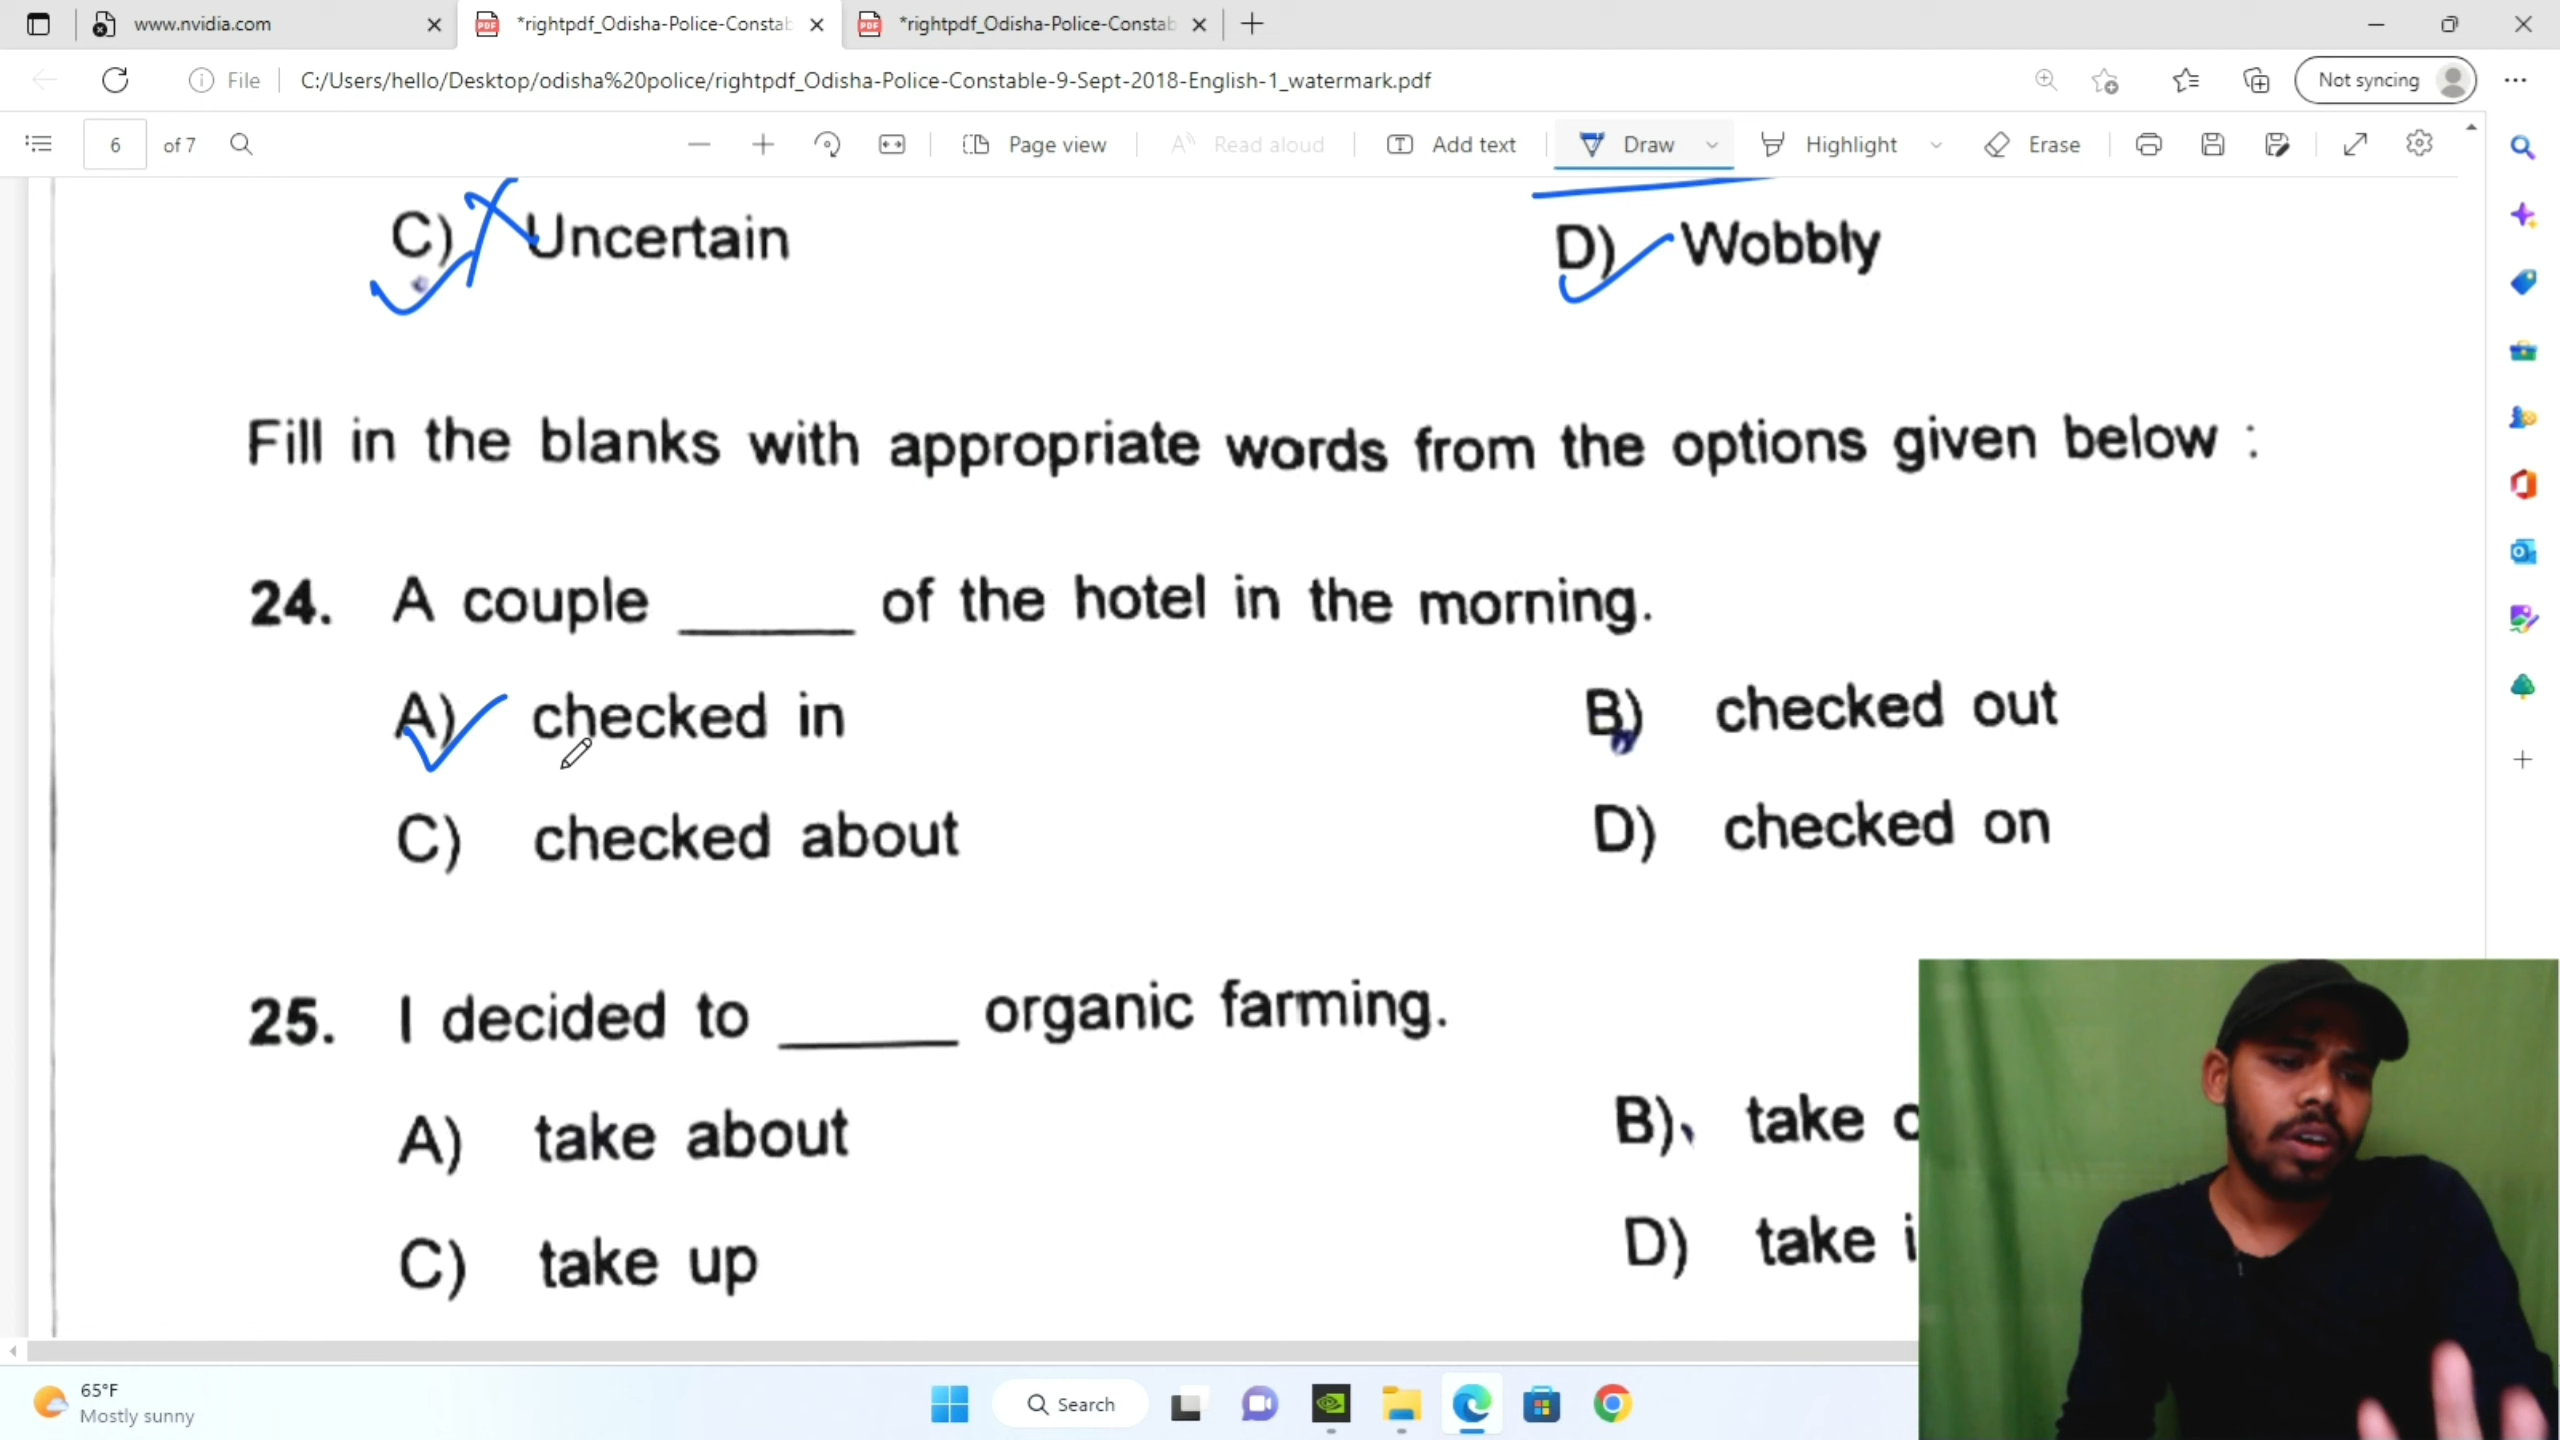 www.nvidia.com
*rightpdf_Odisha-Police-Constab
*rightpdf_Odisha-Police-Constab
File
C:/Users/hello/Desktop/odisha%20police/rightpdf_Odisha-Police-Constable-9-Sept-2018-English-1_watermark.pdf
Not syncing
6 of 7
Page view
Read aloud
Add text
Draw
Highlight
Erase
C) Uncertain
D) Wobbly
Fill in the blanks with appropriate words from the options given below :
24. A couple ______ of the hotel in the morning.
A) checked in
B) checked out
C) checked about
D) checked on
25. I decided to ______ organic farming.
A) take about
B) take
C) take up
D) take
65°F
Mostly sunny
Search